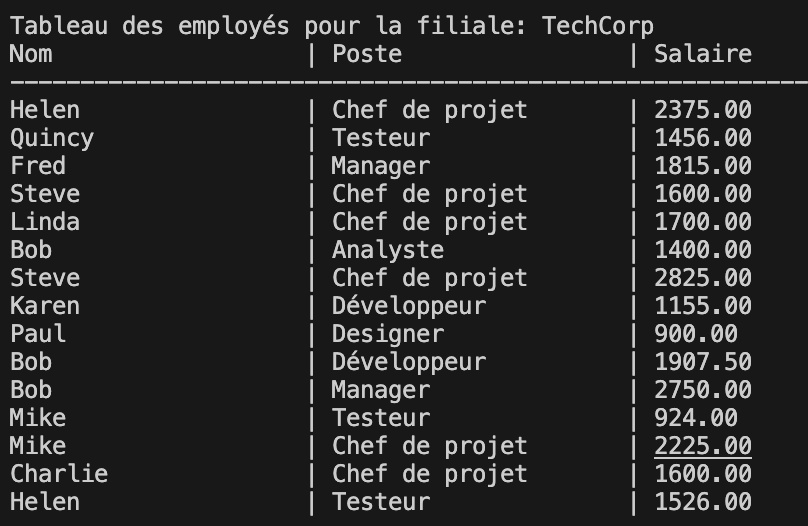 Tableau des employés pour la filiale: TechCorp
Nom | Poste | Salaire
--------------------------------------------------------
Helen | Chef de projet | 2375.00
Quincy | Testeur | 1456.00
Fred | Manager | 1815.00
Steve | Chef de projet | 1600.00
Linda | Chef de projet | 1700.00
Bob | Analyste | 1400.00
Steve | Chef de projet | 2825.00
Karen | Développeur | 1155.00
Paul | Designer | 900.00
Bob | Développeur | 1907.50
Bob | Manager | 2750.00
Mike | Testeur | 924.00
Mike | Chef de projet | 2225.00
Charlie | Chef de projet | 1600.00
Helen | Testeur | 1526.00